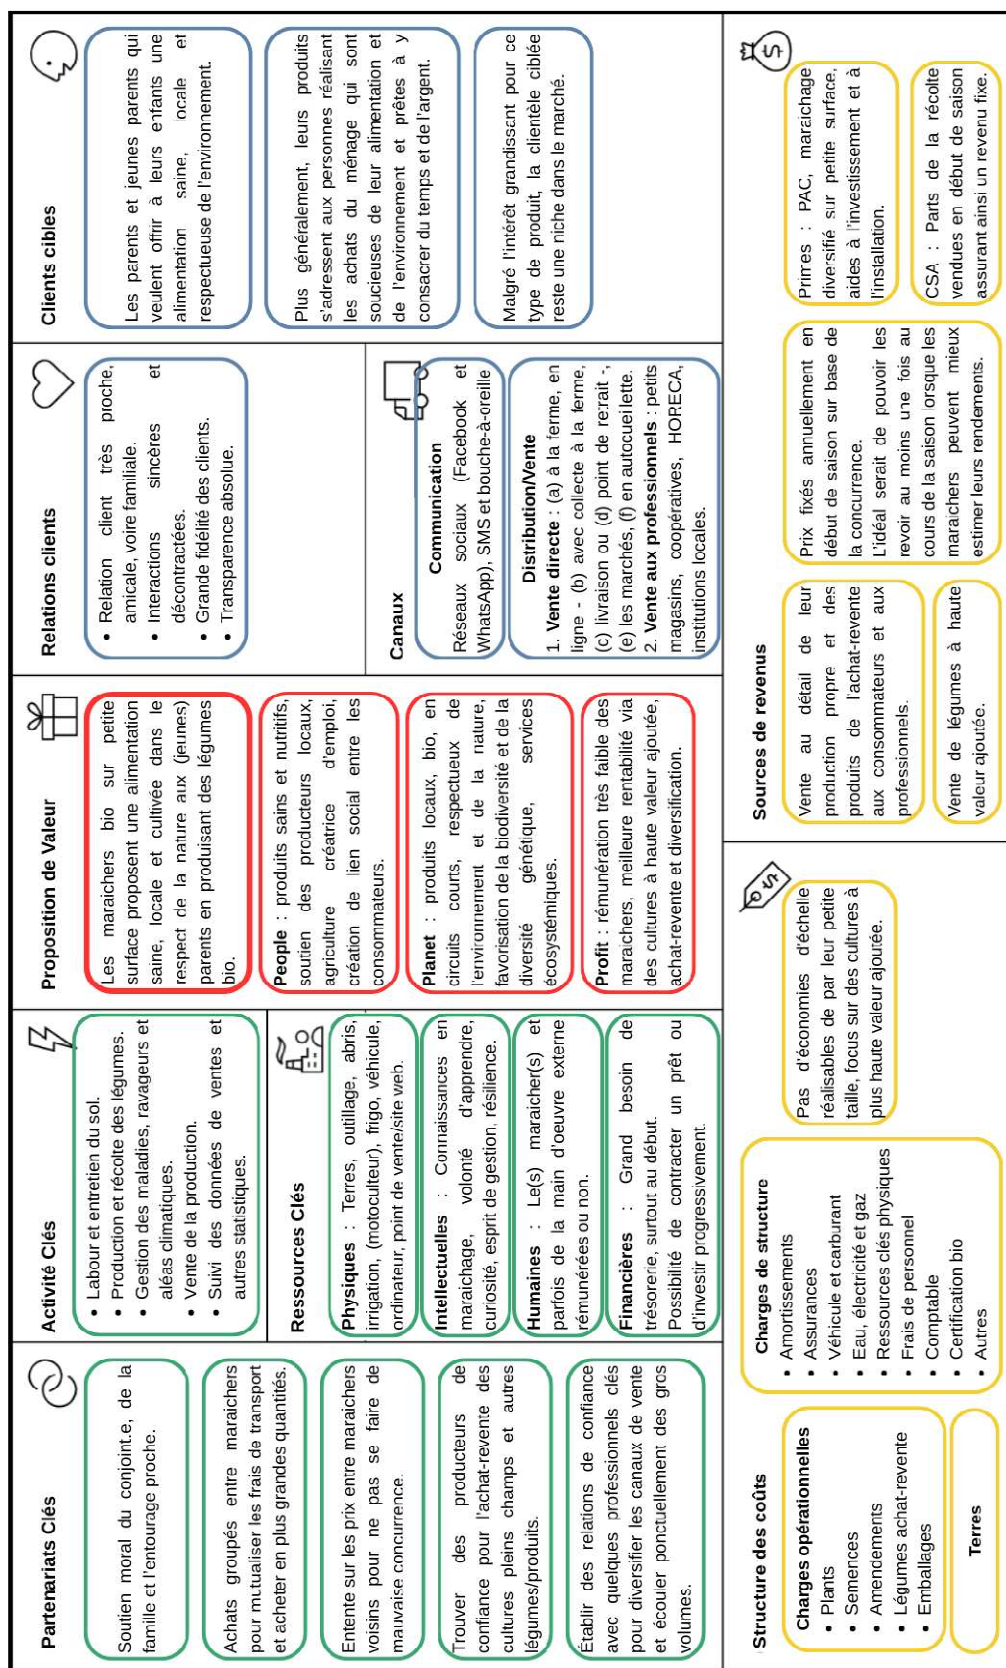 Partenariats Clés
Soutien moral du conjoint.e, de la
famille et l'entourage proche.
Achats groupés entre maraichers
pour mutualiser les frais de transport
et acheter en plus grandes quantités.
Entente sur les prix entre maraichers
voisins pour ne pas se faire de
mauvaise concurrence.
Trouver des producteurs de
confiance pour l'achat-revente des
cultures pleins champs et autres
légumes/produits.
Établir des relations de confiance
avec quelques professionnels clés
pour diversifier les canaux de vente
et écouler ponctuellement des gros
volumes.
Activité Clés
• Labour et entretien du sol.
• Production et récolte des légumes.
• Gestion des maladies, ravageurs et
aléas climatiques.
• Vente de la production.
• Suivi des données de ventes et
autres statistiques.
Ressources Clés
Physiques : Terres, outillage, abris,
irrigation, (motoculteur), frigo, véhicule,
ordinateur, point de vente/site web.
Intellectuelles : Connaissances en
maraichage, volonté d'apprendre,
curiosité, esprit de gestion, résilience.
Humaines : Le(s) maraicher(s) et
parfois de la main d'oeuvre externe
rémunérées ou non.
Financières : Grand besoin de
trésorerie, surtout au début.
Possibilité de contracter un prêt ou
d'investir progressivement.
Proposition de Valeur
Les maraichers bio sur petite
surface proposent une alimentation
saine, locale et cultivée dans le
respect de la nature aux (jeunes)
parents en produisant des légumes
bio.
People : produits sains et nutritifs,
soutien des producteurs locaux,
agriculture créatrice d'emploi,
création de lien social entre les
consommateurs.
Planet : produits locaux, bio, en
circuits courts, respectueux de
l'environnement et de la nature,
favorisation de la biodiversité et de la
diversité génétique, services
écosystémiques.
Profit : rémunération très faible des
maraichers, meilleure rentabilité via
des cultures à haute valeur ajoutée,
achat-revente et diversification.
Relations clients
• Relation client très proche,
amicale, voire familiale.
• Interactions sincères et
décontractées.
• Grande fidélité des clients.
• Transparence absolue.
Canaux
Communication
Réseaux sociaux (Facebook et
WhatsApp), SMS et bouche-à-oreille
Distribution/Vente
1. Vente directe : (a) à la ferme, en
ligne - (b) avec collecte à la ferme,
(c) livraison ou (d) point de retrait -,
(e) les marchés, (f) en autocueillette.
2. Vente aux professionnels : petits
magasins, coopératives, HORECA,
institutions locales.
Clients cibles
Les parents et jeunes parents qui
veulent offrir à leurs enfants une
alimentation saine, locale et
respectueuse de l'environnement.
Plus généralement, leurs produits
s'adressent aux personnes réalisant
les achats du ménage qui sont
soucieuses de leur alimentation et
de l'environnement et prêtes à y
consacrer du temps et de l'argent.
Malgré l'intérêt grandissant pour ce
type de produit, la clientèle ciblée
reste une niche dans le marché.
Structure des coûts
Charges opérationnelles
• Plants
• Semences
• Amendements
• Légumes achat-revente
• Emballages
Terres
Charges de structure
• Amortissements
• Assurances
• Véhicule et carburant
• Eau, électricité et gaz
• Ressources clés physiques
• Frais de personnel
• Comptable
• Certification bio
• Autres
Pas d'économies d'échelle
réalisables de par leur petite
taille, focus sur des cultures à
plus haute valeur ajoutée.
Sources de revenus
Vente au détail de leur
production propre et des
produits de l'achat-revente
aux consommateurs et aux
professionnels.
Vente de légumes à haute
valeur ajoutée.
Prix fixés annuellement en
début de saison sur base de
la concurrence.
L'idéal serait de pouvoir les
revoir au moins une fois au
cours de la saison lorsque les
maraichers peuvent mieux
estimer leurs rendements.
Primes : PAC, maraichage
diversifié sur petite surface,
aides à l'investissement et à
l'installation.
CSA : Parts de la récolte
vendues en début de saison
assurant ainsi un revenu fixe.